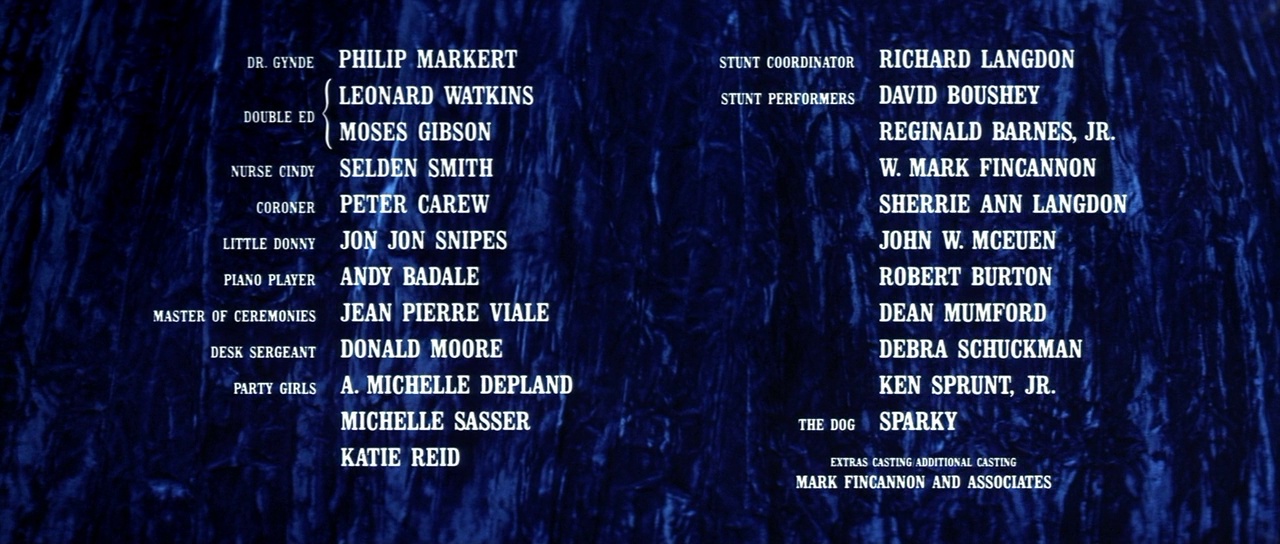 DR. GYNDE PHILIP MARKERT
DOUBLE ED LEONARD WATKINS
MOSES GIBSON
NURSE CINDY SELDEN SMITH
CORONER PETER CAREW
LITTLE DONNY JON JON SNIPES
PIANO PLAYER ANDY BADALE
MASTER OF CEREMONIES JEAN PIERRE VIALE
DESK SERGEANT DONALD MOORE
PARTY GIRLS A. MICHELLE DEPLAND
MICHELLE SASSER
KATIE REID
STUNT COORDINATOR RICHARD LANGDON
STUNT PERFORMERS DAVID BOUSHEY
REGINALD BARNES, JR.
W. MARK FINCANNON
SHERRIE ANN LANGDON
JOHN W. MCEUEN
ROBERT BURTON
DEAN MUMFORD
DEBRA SCHUCKMAN
KEN SPRUNT, JR.
THE DOG SPARKY
EXTRAS CASTING/ADDITIONAL CASTING
MARK FINCANNON AND ASSOCIATES